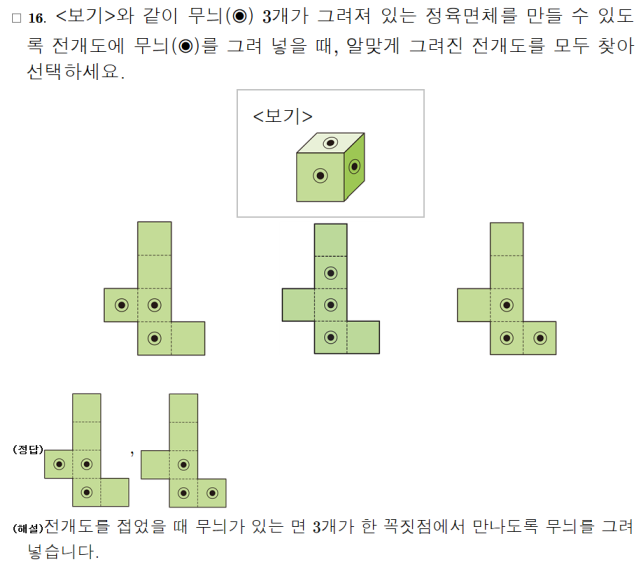 □ 16. <보기>와 같이 무늬(◉) 3개가 그려져 있는 정육면체를 만들 수 있도
록 전개도에 무늬(◉)를 그려 넣을 때, 알맞게 그려진 전개도를 모두 찾아
선택하세요.
<보기>
(정답) ,
(해설)전개도를 접었을 때 무늬가 있는 면 3개가 한 꼭짓점에서 만나도록 무늬를 그려
넣습니다.